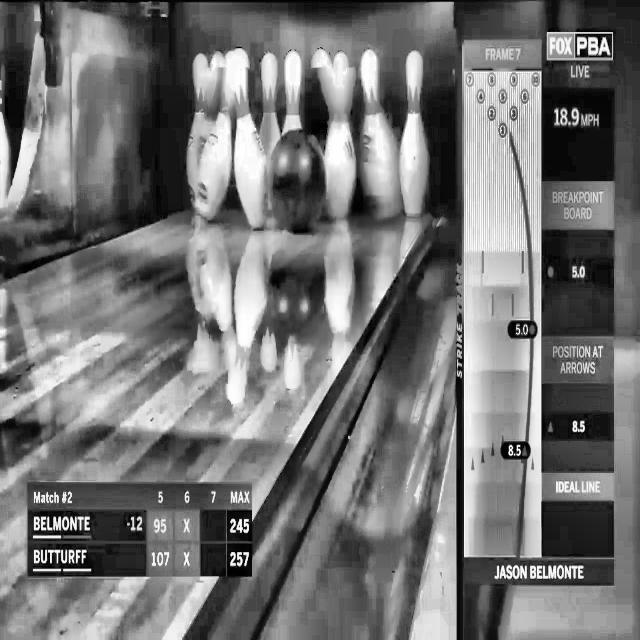 FRAME 7
FOX PBA
LIVE
18.9 MPH
BREAKPOINT
BOARD
5.0
5.0
STRIKE TRACK
POSITION AT
ARROWS
8.5
8.5
IDEAL LINE
JASON BELMONTE
Match #2 5 6 7 MAX
BELMONTE -12 95 X 245
BUTTURFF 107 X 257